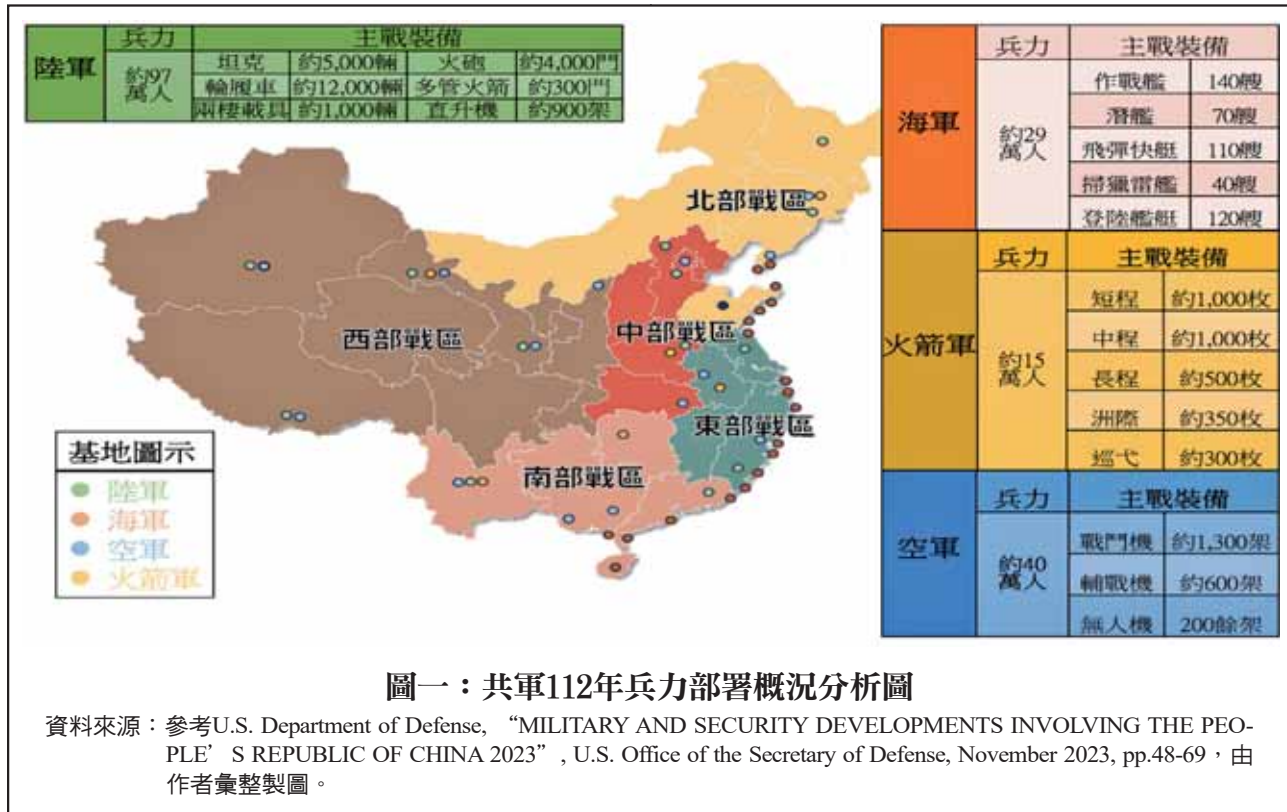 陸軍 兵力 主戰裝備
約97萬人 坦克 約5,000輛 火砲 約4,000門
輪履車 約12,000輛 多管火箭 約300門
兩棲載具 約1,000輛 直升機 約900架
海軍 兵力 主戰裝備
約29萬人 作戰艦 140艘
潛艦 70艘
飛彈快艇 110艘
掃獵雷艦 40艘
登陸艦艇 120艘
火箭軍 兵力 主戰裝備
約15萬人 短程 約1,000枚
中程 約1,000枚
長程 約500枚
洲際 約350枚
巡弋 約300枚
空軍 兵力 主戰裝備
約40萬人 戰鬥機 約1,300架
輔戰機 約600架
無人機 200餘架
北部戰區
中部戰區
西部戰區
東部戰區
南部戰區
基地圖示
陸軍
海軍
空軍
火箭軍
圖一：共軍112年兵力部署概況分析圖
資料來源：參考U.S. Department of Defense, “MILITARY AND SECURITY DEVELOPMENTS INVOLVING THE PEO-
PLE’S REPUBLIC OF CHINA 2023”, U.S. Office of the Secretary of Defense, November 2023, pp.48-69，由
作者彙整製圖。